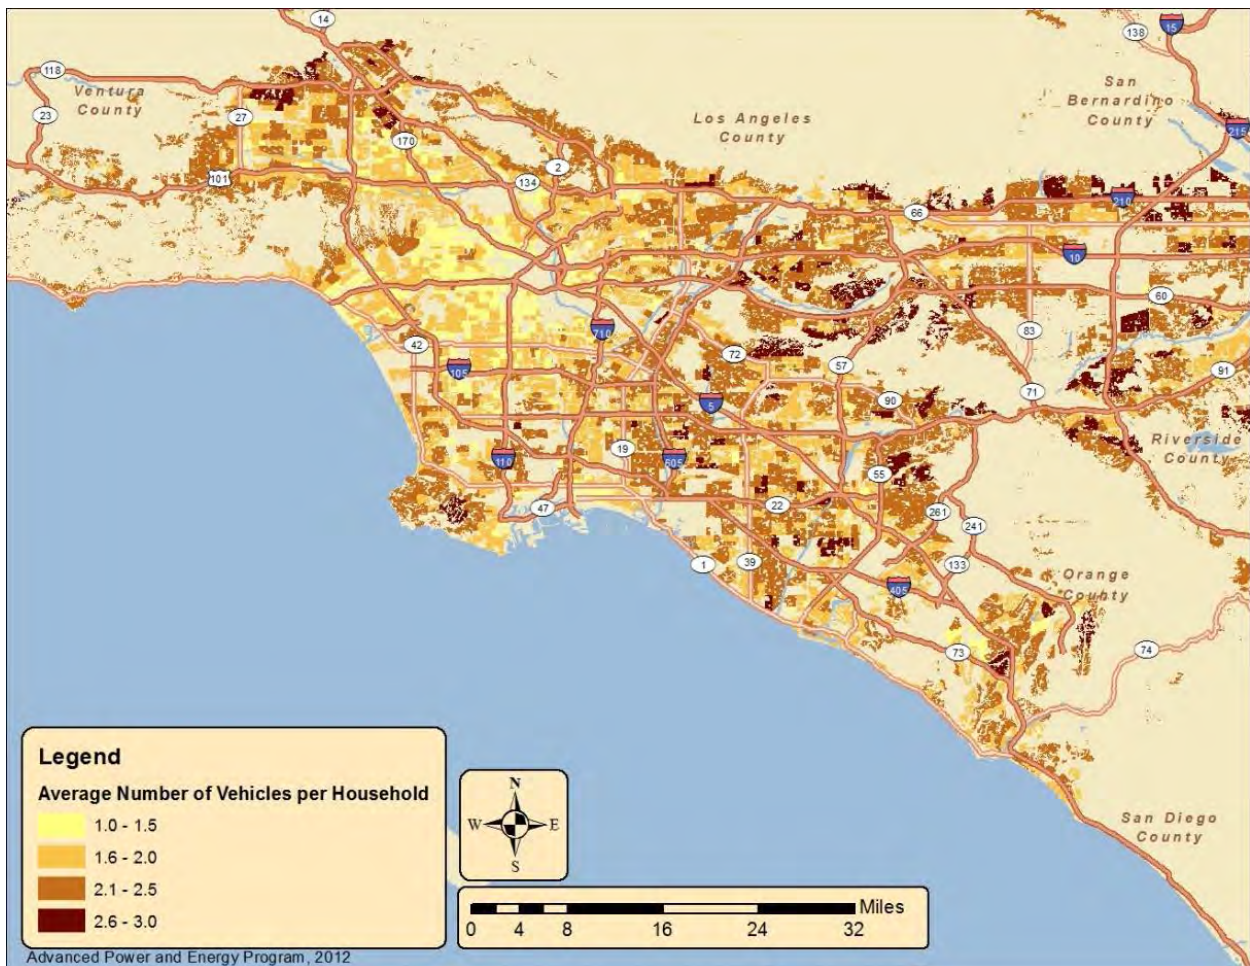 14
15
138
118
Ventura
County
San
Bernardino
County
23
27
Los Angeles
County
215
170
2
101
134
210
66
10
60
710
83
42
72
105
57
91
5
90
71
Riverside
County
19
110
605
55
22
47
261
241
1
39
133
Orange
County
405
73
74
San Diego
County
Legend
Average Number of Vehicles per Household
1.0 - 1.5
1.6 - 2.0
2.1 - 2.5
2.6 - 3.0
N
W E
S
Miles
0 4 8 16 24 32
Advanced Power and Energy Program, 2012